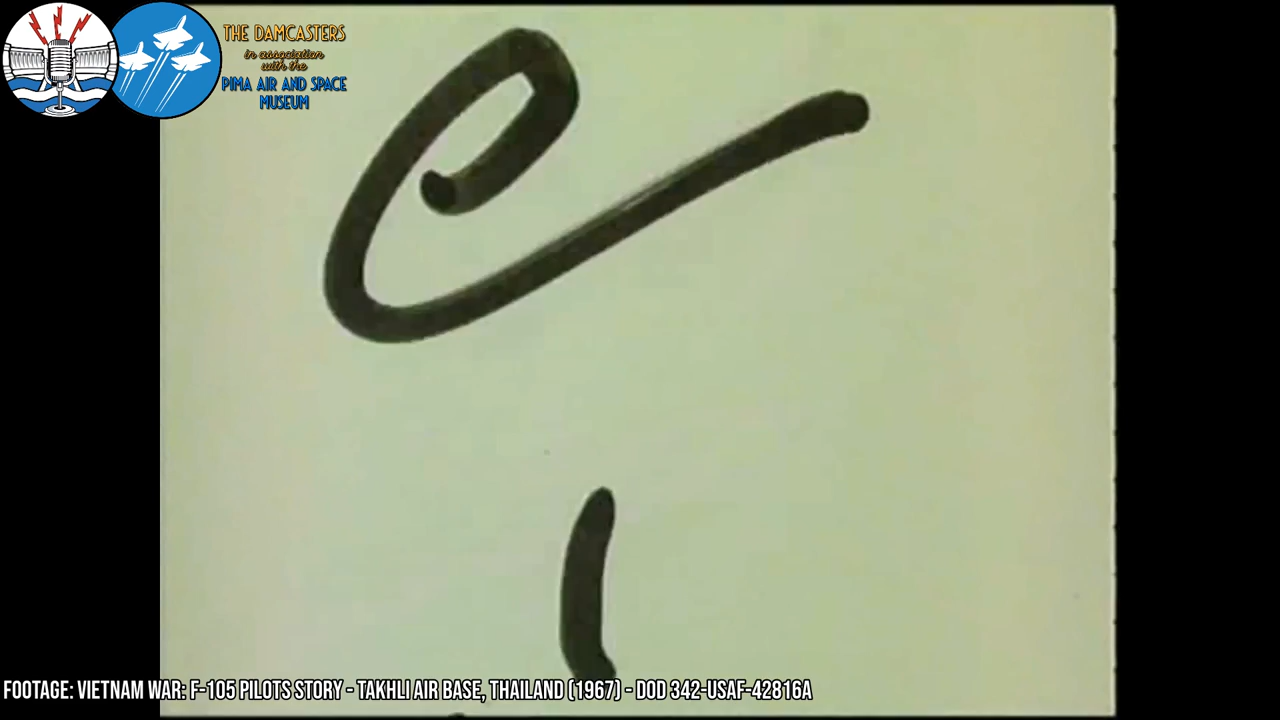 THE DAMCASTERS
in association
with the
PIMA AIR AND SPACE
MUSEUM
e
FOOTAGE: VIETNAM WAR: F-105 PILOTS STORY - TAKHLI AIR BASE, THAILAND (1967) - DOD 342-USAF-42816A